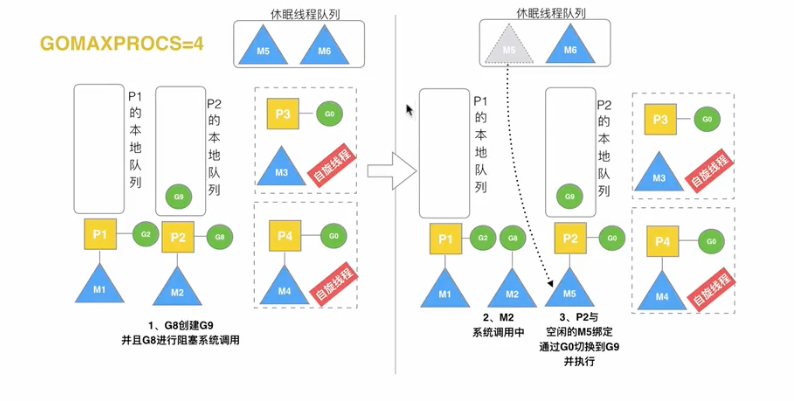 GOMAXPROCS=4
休眠线程队列
M5
M6
P1的本地队列
P2的本地队列
G9
P1
G2
P2
G8
M1
M2
P3
G0
M3
自旋线程
P4
G0
M4
自旋线程
1、G8创建G9
并且G8进行阻塞系统调用
休眠线程队列
M5
M6
P1的本地队列
P2的本地队列
G9
P1
G2
G8
P2
G0
M1
M2
M5
P3
G0
M3
自旋线程
P4
G0
M4
自旋线程
2、M2
系统调用中
3、P2与
空闲的M5绑定
通过G0切换到G9
并执行